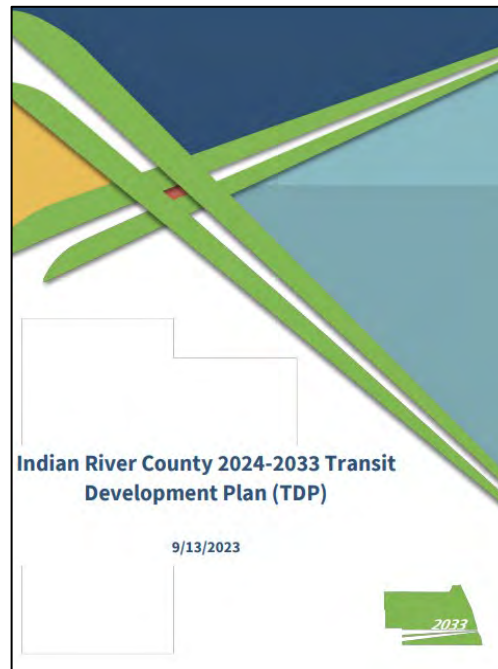 Indian River County 2024-2033 Transit
Development Plan (TDP)
9/13/2023
2033